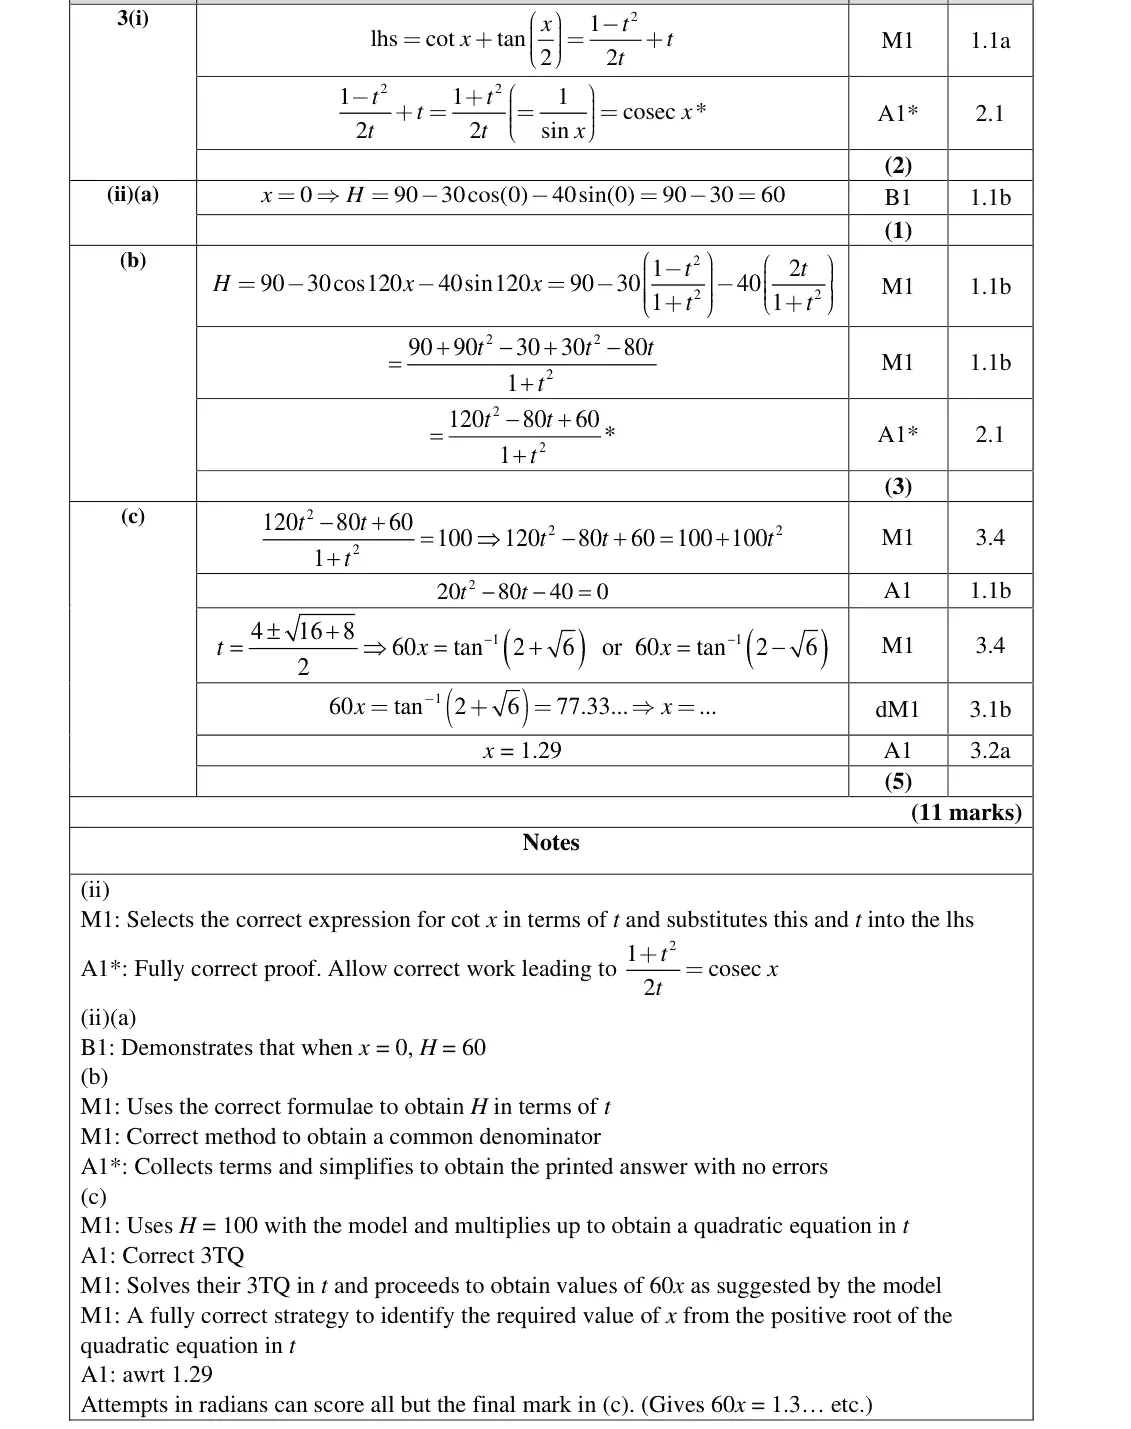 3(i) lhs = cot x + tan(x/2) = (1−t²)/(2t) + t M1 1.1a
(1−t²)/(2t) + t = (1+t²)/(2t) (= 1/sin x) = cosec x* A1* 2.1
(2)
(ii)(a) x = 0 ⇒ H = 90 − 30cos(0) − 40sin(0) = 90 − 30 = 60 B1 1.1b
(1)
(b) H = 90 − 30cos120x − 40sin120x = 90 − 30((1−t²)/(1+t²)) − 40(2t/(1+t²)) M1 1.1b
= (90 + 90t² − 30 + 30t² − 80t)/(1+t²) M1 1.1b
= (120t² − 80t + 60)/(1+t²)* A1* 2.1
(3)
(c) (120t² − 80t + 60)/(1+t²) = 100 ⇒ 120t² − 80t + 60 = 100 + 100t² M1 3.4
20t² − 80t − 40 = 0 A1 1.1b
t = (4 ± √(16+8))/2 ⇒ 60x = tan⁻¹(2 + √6) or 60x = tan⁻¹(2 − √6) M1 3.4
60x = tan⁻¹(2 + √6) = 77.33... ⇒ x = ... dM1 3.1b
x = 1.29 A1 3.2a
(5)
(11 marks)
Notes
(ii)
M1: Selects the correct expression for cot x in terms of t and substitutes this and t into the lhs
A1*: Fully correct proof. Allow correct work leading to (1+t²)/(2t) = cosec x
(ii)(a)
B1: Demonstrates that when x = 0, H = 60
(b)
M1: Uses the correct formulae to obtain H in terms of t
M1: Correct method to obtain a common denominator
A1*: Collects terms and simplifies to obtain the printed answer with no errors
(c)
M1: Uses H = 100 with the model and multiplies up to obtain a quadratic equation in t
A1: Correct 3TQ
M1: Solves their 3TQ in t and proceeds to obtain values of 60x as suggested by the model
M1: A fully correct strategy to identify the required value of x from the positive root of the
quadratic equation in t
A1: awrt 1.29
Attempts in radians can score all but the final mark in (c). (Gives 60x = 1.3… etc.)